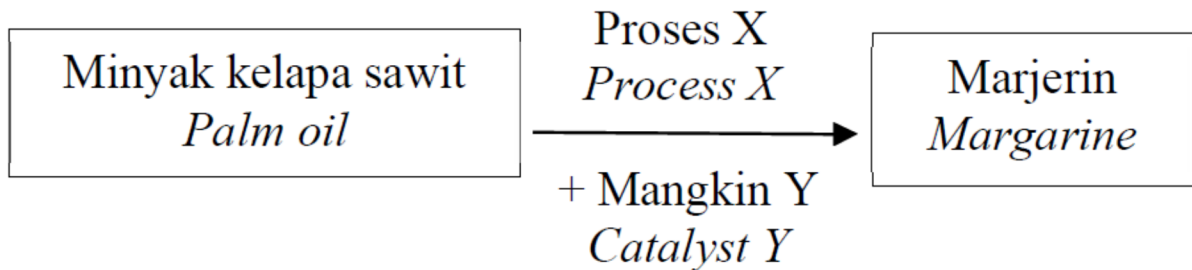 Minyak kelapa sawit
Palm oil
Proses X
Process X
+ Mangkin Y
Catalyst Y
Marjerin
Margarine